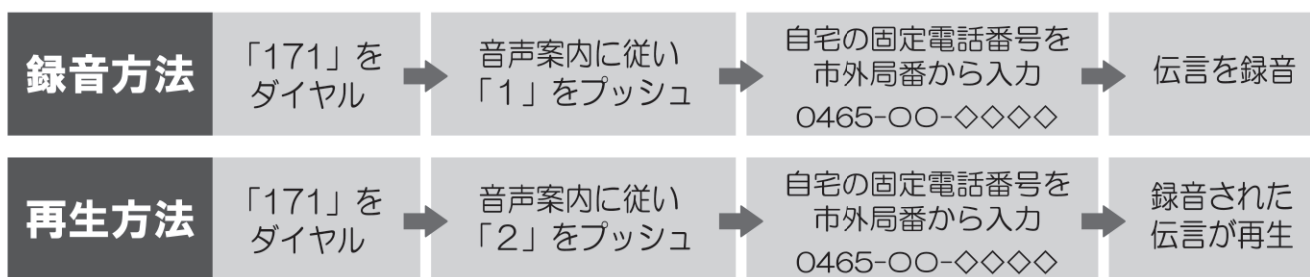 録音方法
「171」を
ダイヤル
音声案内に従い
「1」をプッシュ
自宅の固定電話番号を
市外局番から入力
0465-○○-◇◇◇◇
伝言を録音
再生方法
「171」を
ダイヤル
音声案内に従い
「2」をプッシュ
自宅の固定電話番号を
市外局番から入力
0465-○○-◇◇◇◇
録音された
伝言が再生